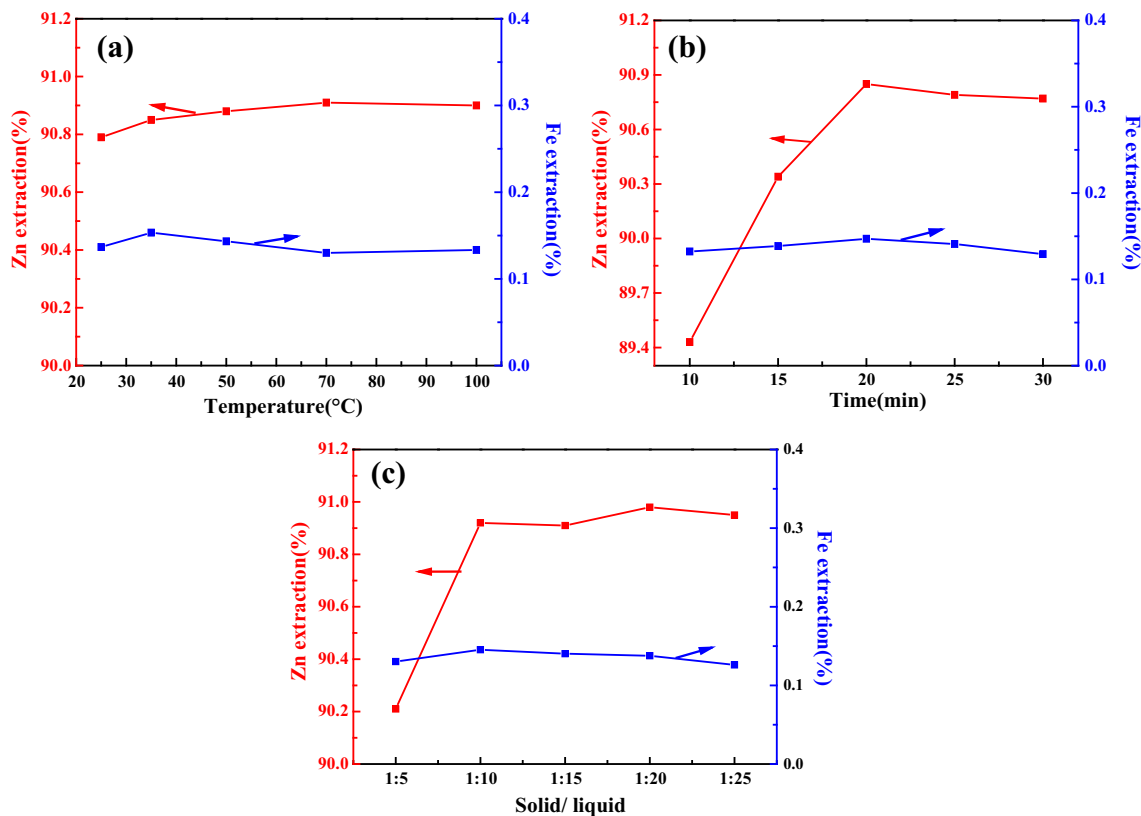 (a)
91.2
91.0
90.8
90.6
90.4
90.2
90.0
Zn extraction(%)
0.4
0.3
0.2
0.1
0.0
Fe extraction(%)
20 30 40 50 60 70 80 90 100
Temperature(°C)
(b)
91.2
90.9
90.6
90.3
90.0
89.7
89.4
Zn extraction(%)
0.4
0.3
0.2
0.1
0.0
Fe extraction(%)
10 15 20 25 30
Time(min)
(c)
91.2
91.0
90.8
90.6
90.4
90.2
90.0
Zn extraction(%)
0.4
0.3
0.2
0.1
0.0
Fe extraction(%)
1:5 1:10 1:15 1:20 1:25
Solid/ liquid